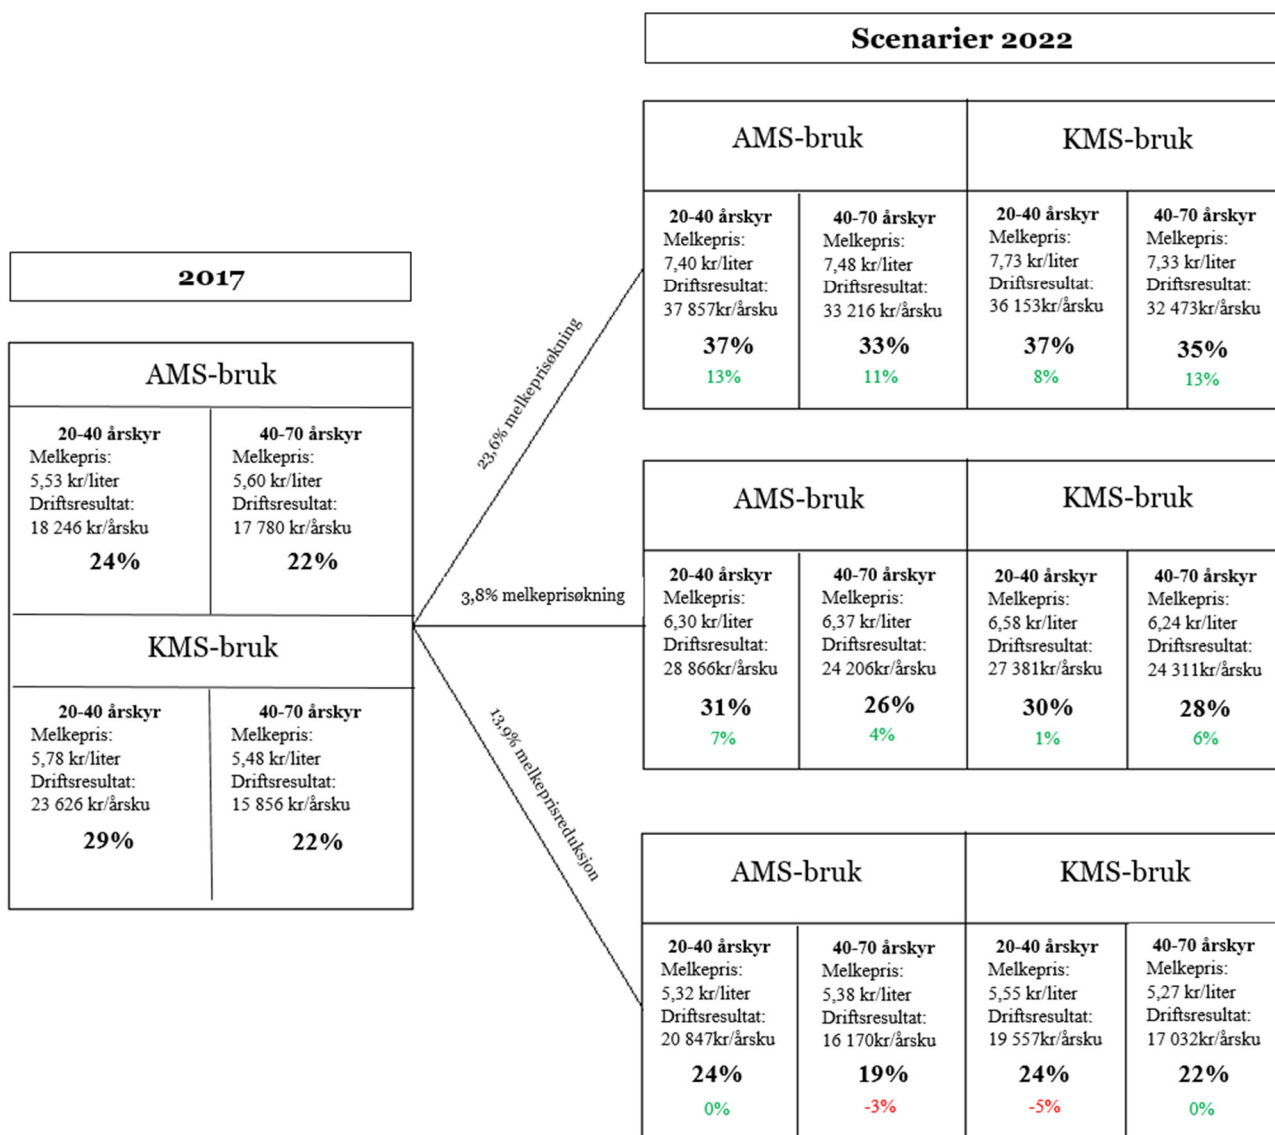 2017
AMS-bruk
20-40 årskyr
Melkepris:
5,53 kr/liter
Driftsresultat:
18 246 kr/årsku
24%
40-70 årskyr
Melkepris:
5,60 kr/liter
Driftsresultat:
17 780 kr/årsku
22%
KMS-bruk
20-40 årskyr
Melkepris:
5,78 kr/liter
Driftsresultat:
23 626 kr/årsku
29%
40-70 årskyr
Melkepris:
5,48 kr/liter
Driftsresultat:
15 856 kr/årsku
22%
23,6% melkeprisøkning
3,8% melkeprisøkning
13,9% melkeprisreduksjon
Scenarier 2022
AMS-bruk
KMS-bruk
20-40 årskyr
Melkepris:
7,40 kr/liter
Driftsresultat:
37 857kr/årsku
37%
13%
40-70 årskyr
Melkepris:
7,48 kr/liter
Driftsresultat:
33 216 kr/årsku
33%
11%
20-40 årskyr
Melkepris:
7,73 kr/liter
Driftsresultat:
36 153kr/årsku
37%
8%
40-70 årskyr
Melkepris:
7,33 kr/liter
Driftsresultat:
32 473kr/årsku
35%
13%
AMS-bruk
KMS-bruk
20-40 årskyr
Melkepris:
6,30 kr/liter
Driftsresultat:
28 866kr/årsku
31%
7%
40-70 årskyr
Melkepris:
6,37 kr/liter
Driftsresultat:
24 206kr/årsku
26%
4%
20-40 årskyr
Melkepris:
6,58 kr/liter
Driftsresultat:
27 381kr/årsku
30%
1%
40-70 årskyr
Melkepris:
6,24 kr/liter
Driftsresultat:
24 311kr/årsku
28%
6%
AMS-bruk
KMS-bruk
20-40 årskyr
Melkepris:
5,32 kr/liter
Driftsresultat:
20 847kr/årsku
24%
0%
40-70 årskyr
Melkepris:
5,38 kr/liter
Driftsresultat:
16 170kr/årsku
19%
-3%
20-40 årskyr
Melkepris:
5,55 kr/liter
Driftsresultat:
19 557kr/årsku
24%
-5%
40-70 årskyr
Melkepris:
5,27 kr/liter
Driftsresultat:
17 032kr/årsku
22%
0%